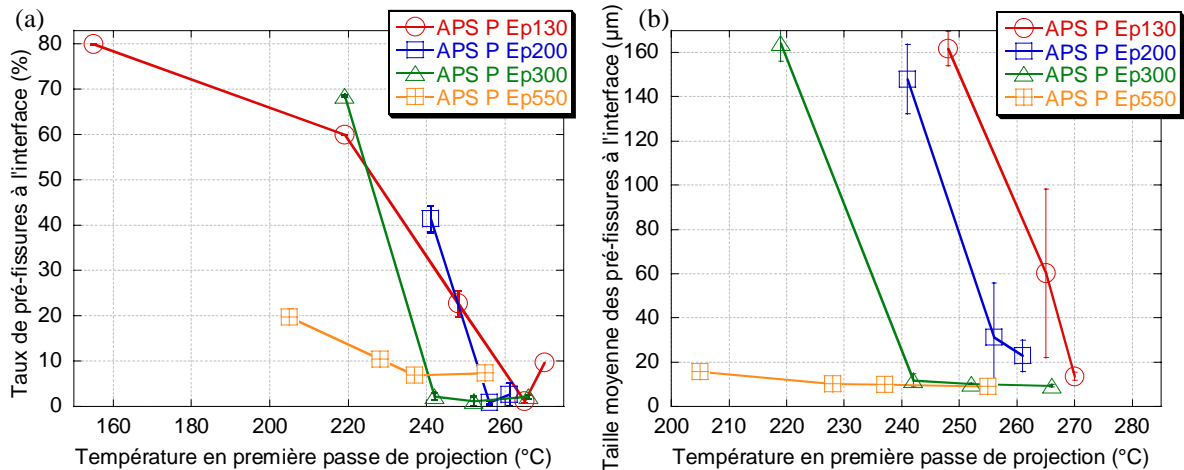 (a)
APS P Ep130
APS P Ep200
APS P Ep300
APS P Ep550
Taux de pré-fissures à l'interface (%)
80
70
60
50
40
30
20
10
0
160 180 200 220 240 260
Température en première passe de projection (°C)
(b)
APS P Ep130
APS P Ep200
APS P Ep300
APS P Ep550
Taille moyenne des pré-fissures à l'interface (µm)
160
140
120
100
80
60
40
20
0
200 210 220 230 240 250 260 270 280
Température en première passe de projection (°C)